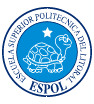 ESCUELA SUPERIOR POLITECNICA DEL LITORAL
ESPOL